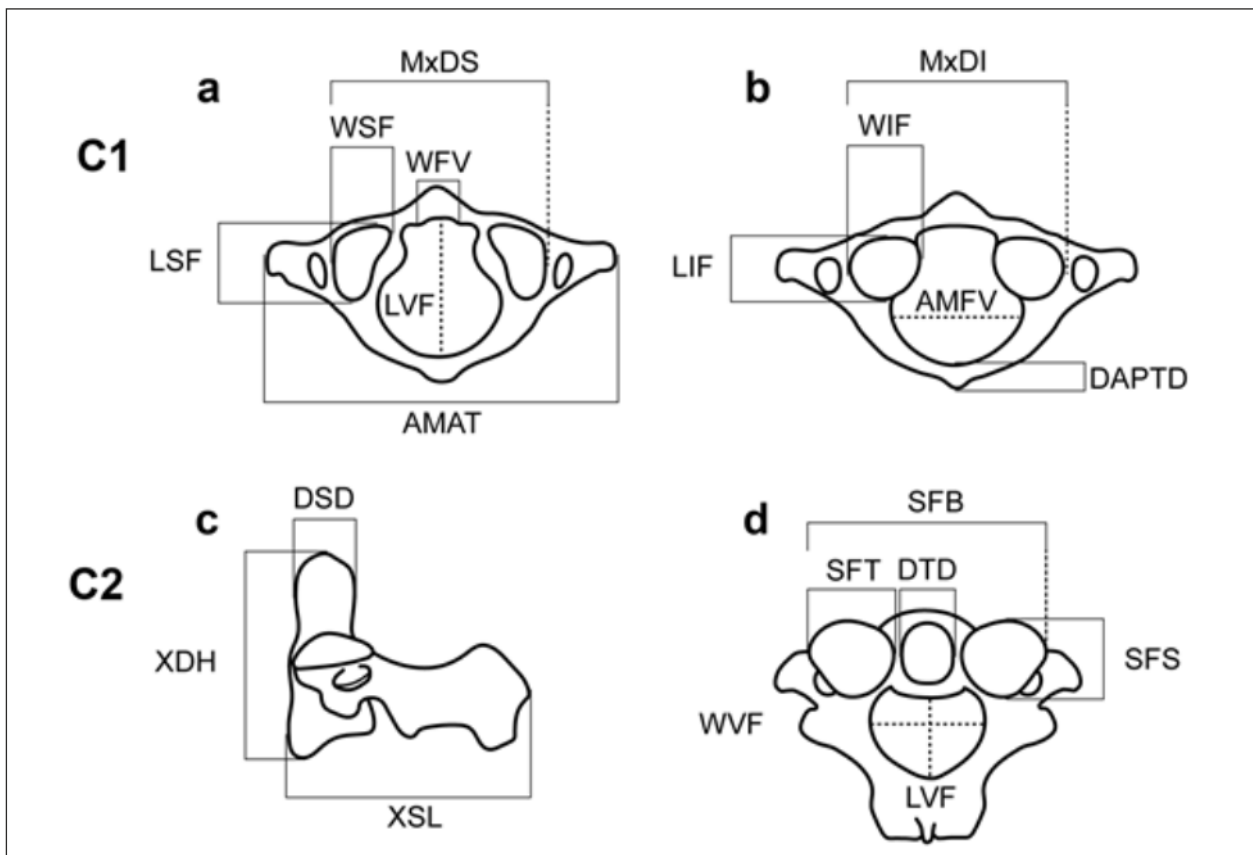 MxDS
MxDI
a
b
WSF
WIF
C1
WFV
LSF
LIF
LVF
AMFV
DAPTD
AMAT
DSD
SFB
c
d
C2
SFT
DTD
XDH
SFS
WVF
LVF
XSL